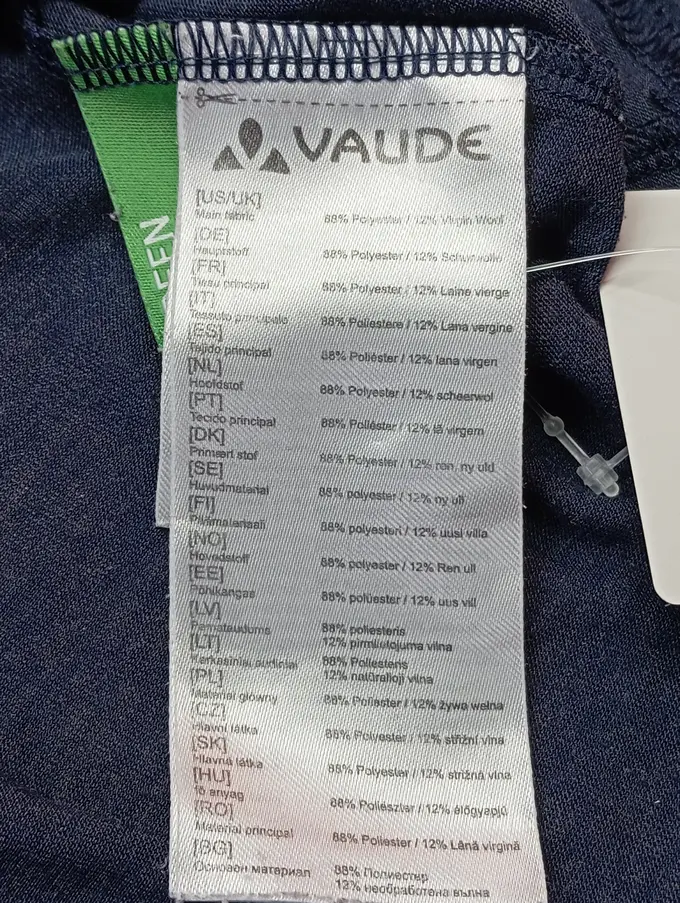 VAUDE
[US/UK]
Main fabric 88% Polyester / 12% Virgin Wool
[DE]
Hauptstoff 88% Polyester / 12% Schurwolle
[FR]
Tissu principal 88% Polyester / 12% Laine vierge
[IT]
Tessuto principale 88% Poliestere / 12% Lana vergine
[ES]
Tejido principal 88% Poliéster / 12% lana virgen
[NL]
Hoofdstof 88% Polyester / 12% scheerwol
[PT]
Tecido principal 88% Poliéster / 12% lã virgem
[DK]
Primært stof 88% Polyester / 12% ren, ny uld
[SE]
Huvudmaterial 88% polyester / 12% ny ull
[FI]
Päämateriaali 88% polyesteri / 12% uusi villa
[NO]
Hovedstoff 88% polyester / 12% Ren ull
[EE]
Põhikangas 88% polüester / 12% uus vill
[LV]
Pamataudums 88% poliesteris
12% pirmlietojuma vilna
[LT]
Kerkasiniai audiniai 88% Poliesteris
12% natūralioji vilna
[PL]
Materiał główny 88% Poliester / 12% żywa wełna
[CZ]
Hlavní látka 88% Polyester / 12% střižní vlna
[SK]
Hlavná látka 88% Polyester / 12% strižná vlna
[HU]
fő anyag 88% Poliészter / 12% élőgyapjú
[RO]
Material principal 88% Poliester / 12% Lână virgină
[BG]
Основен материал 88% Полиестер
12% необработена вълна